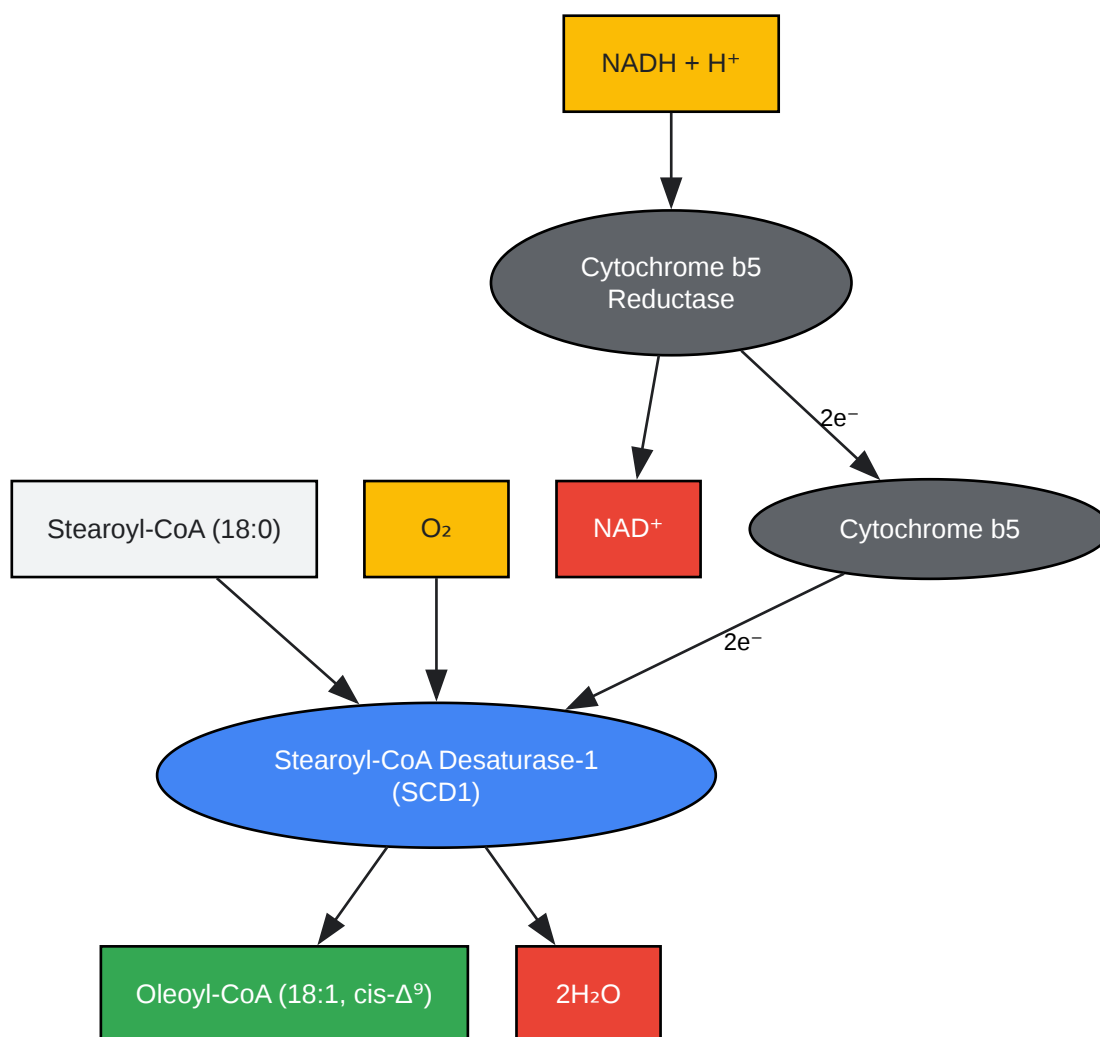 NADH + H⁺
Cytochrome b5
Reductase
2e⁻
Stearoyl-CoA (18:0)
O₂
NAD⁺
Cytochrome b5
2e⁻
Stearoyl-CoA Desaturase-1
(SCD1)
Oleoyl-CoA (18:1, cis-Δ⁹)
2H₂O